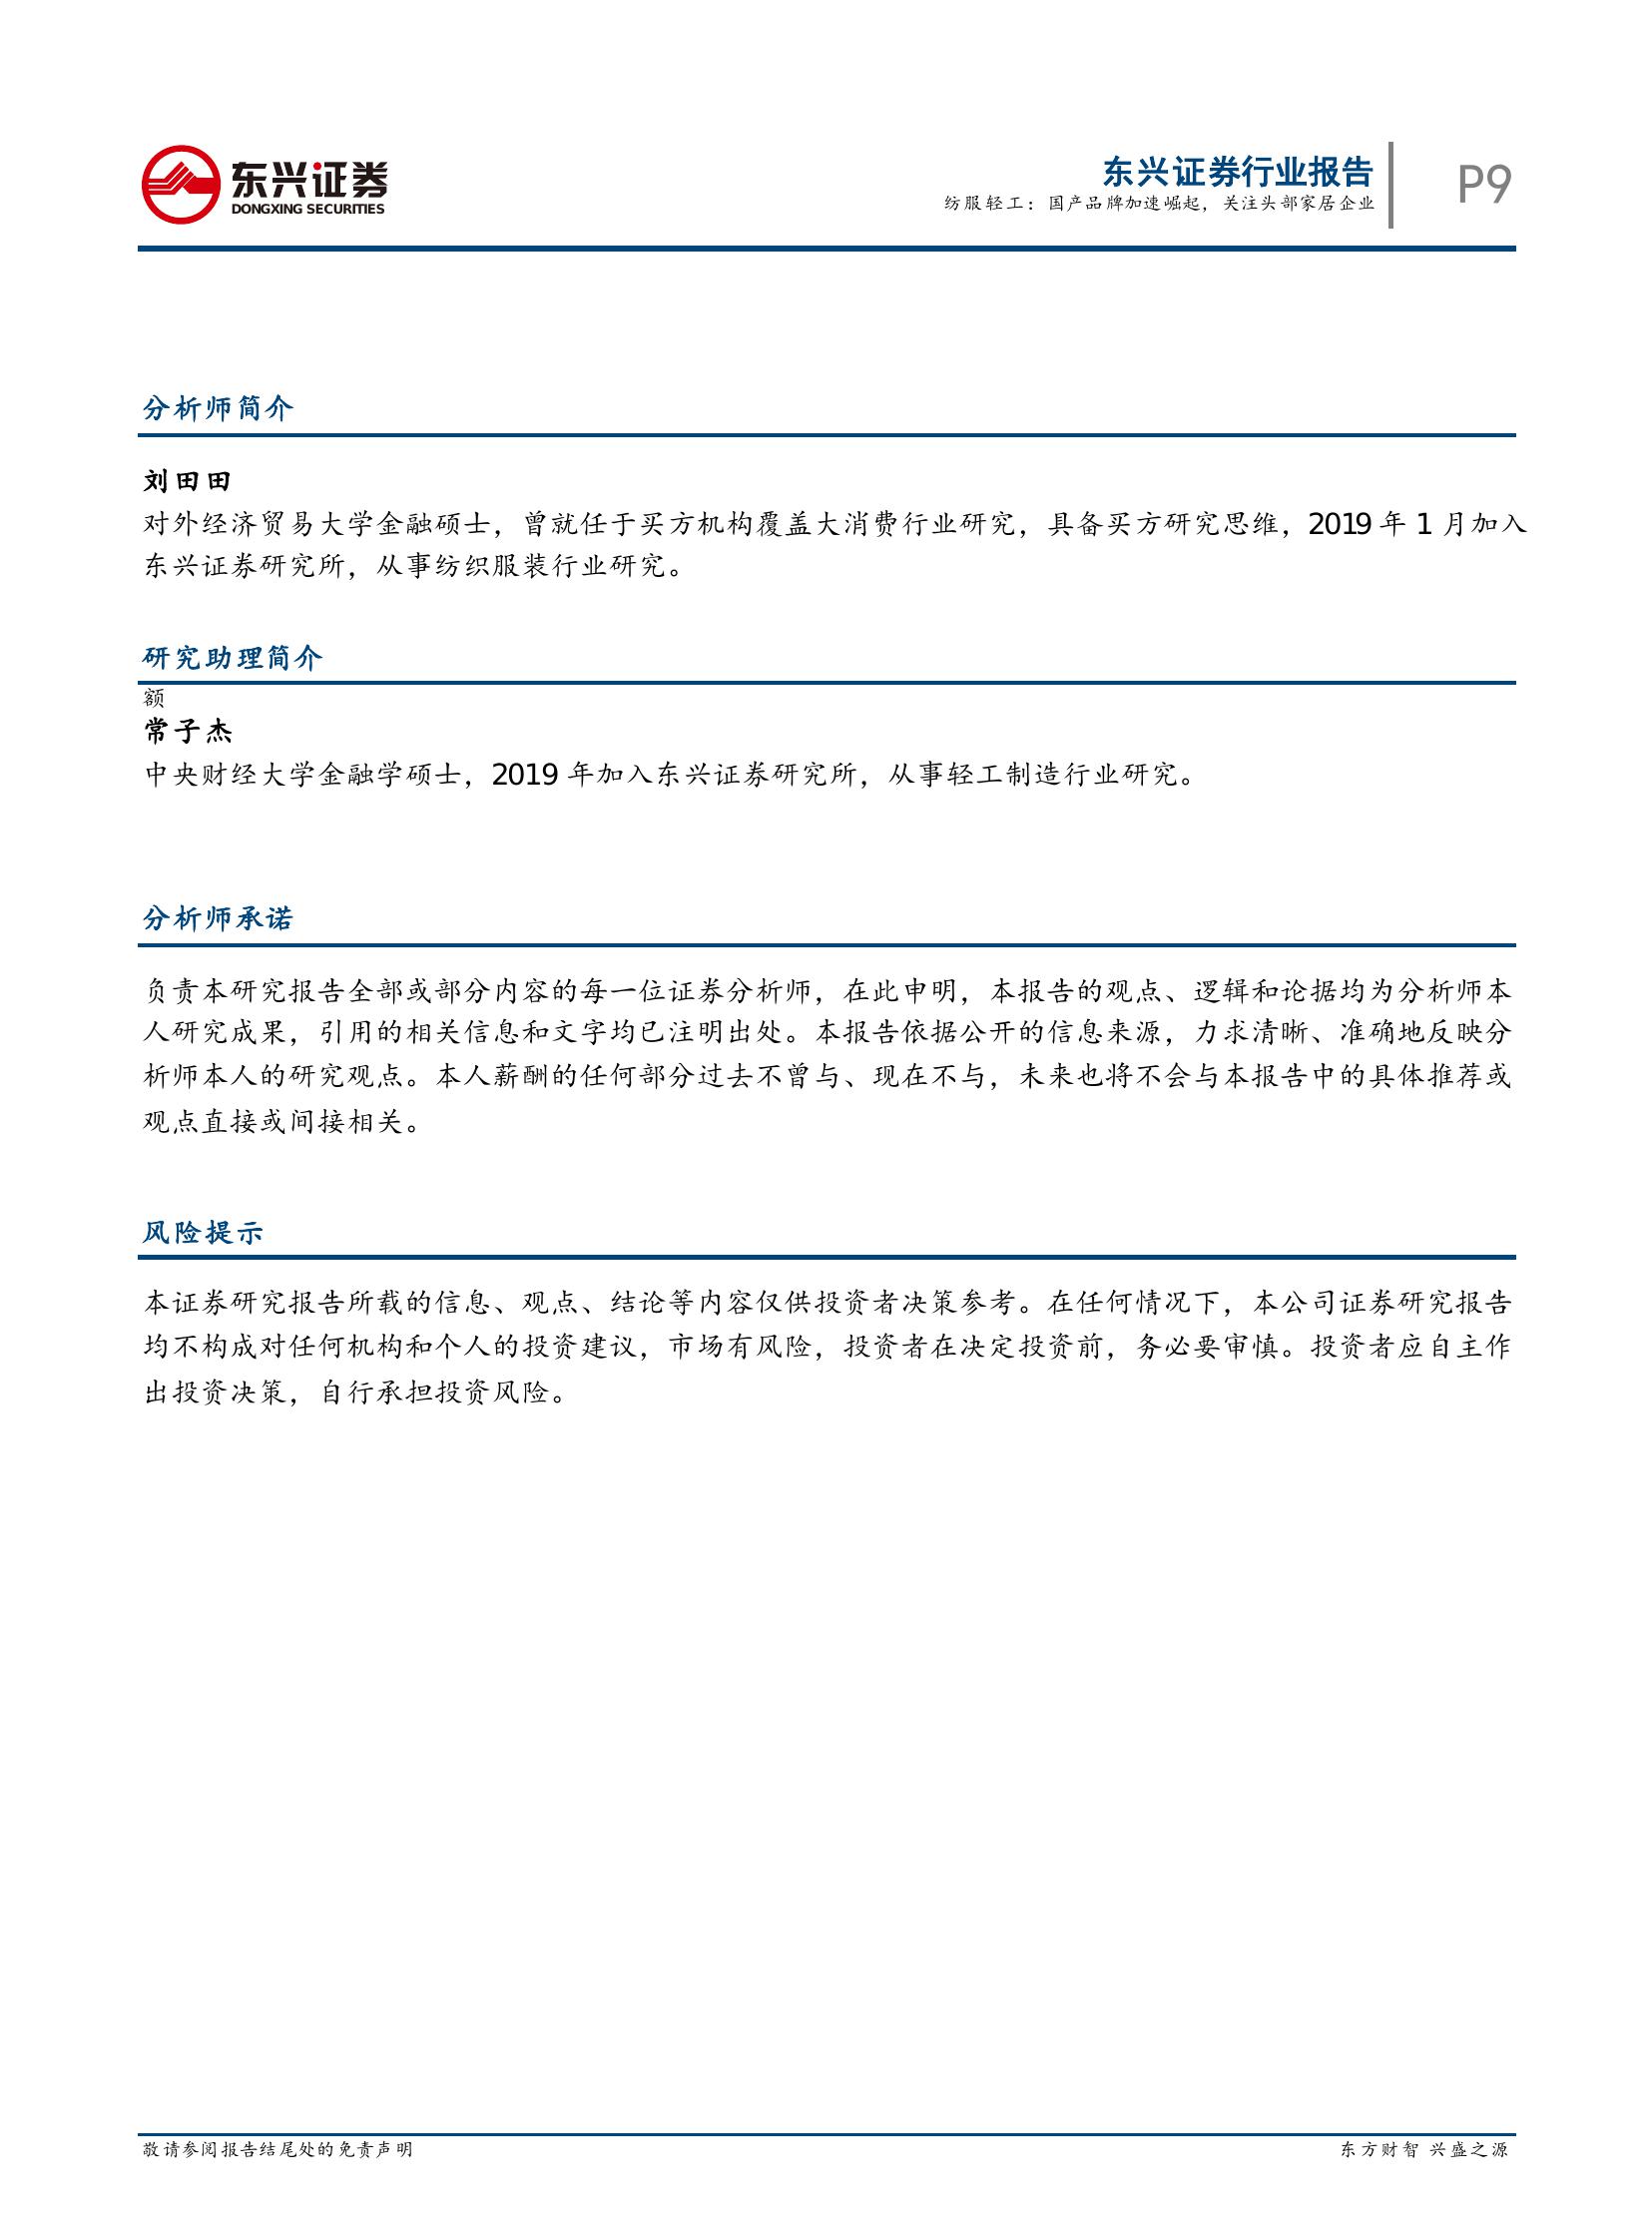 东兴证券
DONGXING SECURITIES
东兴证券行业报告
纺服轻工：国产品牌加速崛起，关注头部家居企业
P9
分析师简介
刘田田
对外经济贸易大学金融硕士，曾就任于买方机构覆盖大消费行业研究，具备买方研究思维，2019 年 1 月加入
东兴证券研究所，从事纺织服装行业研究。
研究助理简介
额
常子杰
中央财经大学金融学硕士，2019 年加入东兴证券研究所，从事轻工制造行业研究。
分析师承诺
负责本研究报告全部或部分内容的每一位证券分析师，在此申明，本报告的观点、逻辑和论据均为分析师本
人研究成果，引用的相关信息和文字均已注明出处。本报告依据公开的信息来源，力求清晰、准确地反映分
析师本人的研究观点。本人薪酬的任何部分过去不曾与、现在不与，未来也将不会与本报告中的具体推荐或
观点直接或间接相关。
风险提示
本证券研究报告所载的信息、观点、结论等内容仅供投资者决策参考。在任何情况下，本公司证券研究报告
均不构成对任何机构和个人的投资建议，市场有风险，投资者在决定投资前，务必要审慎。投资者应自主作
出投资决策，自行承担投资风险。
敬请参阅报告结尾处的免责声明
东方财智 兴盛之源